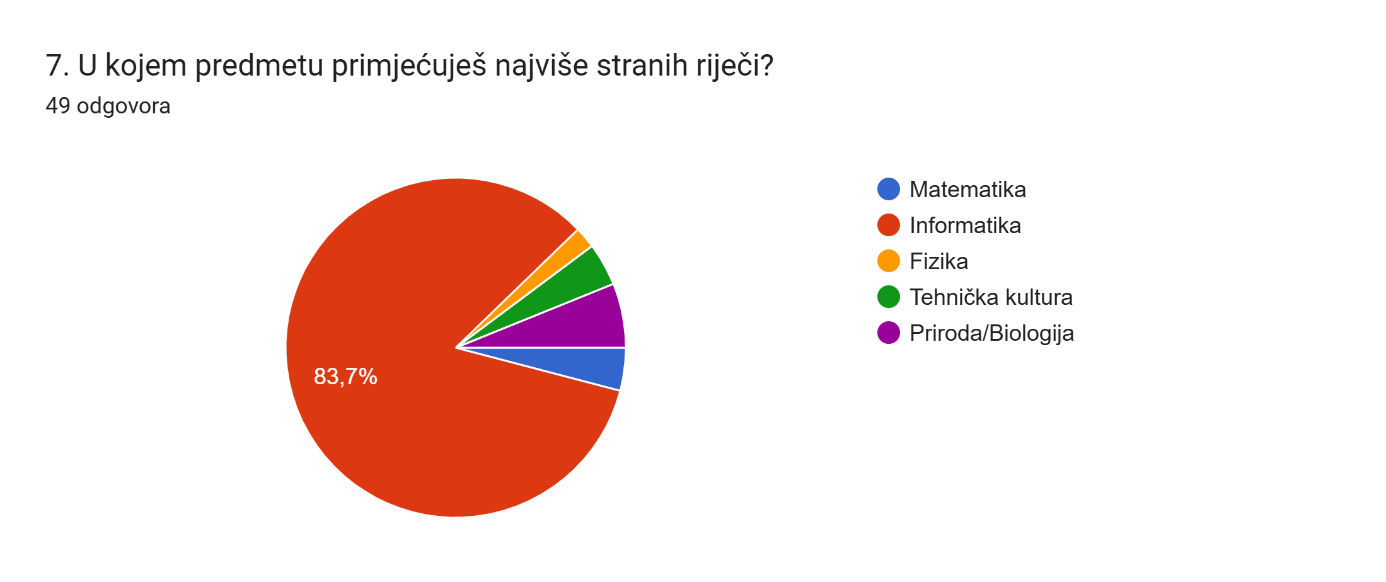 7. U kojem predmetu primjećuješ najviše stranih riječi?
49 odgovora
Matematika
Informatika
Fizika
Tehnička kultura
Priroda/Biologija
83,7%